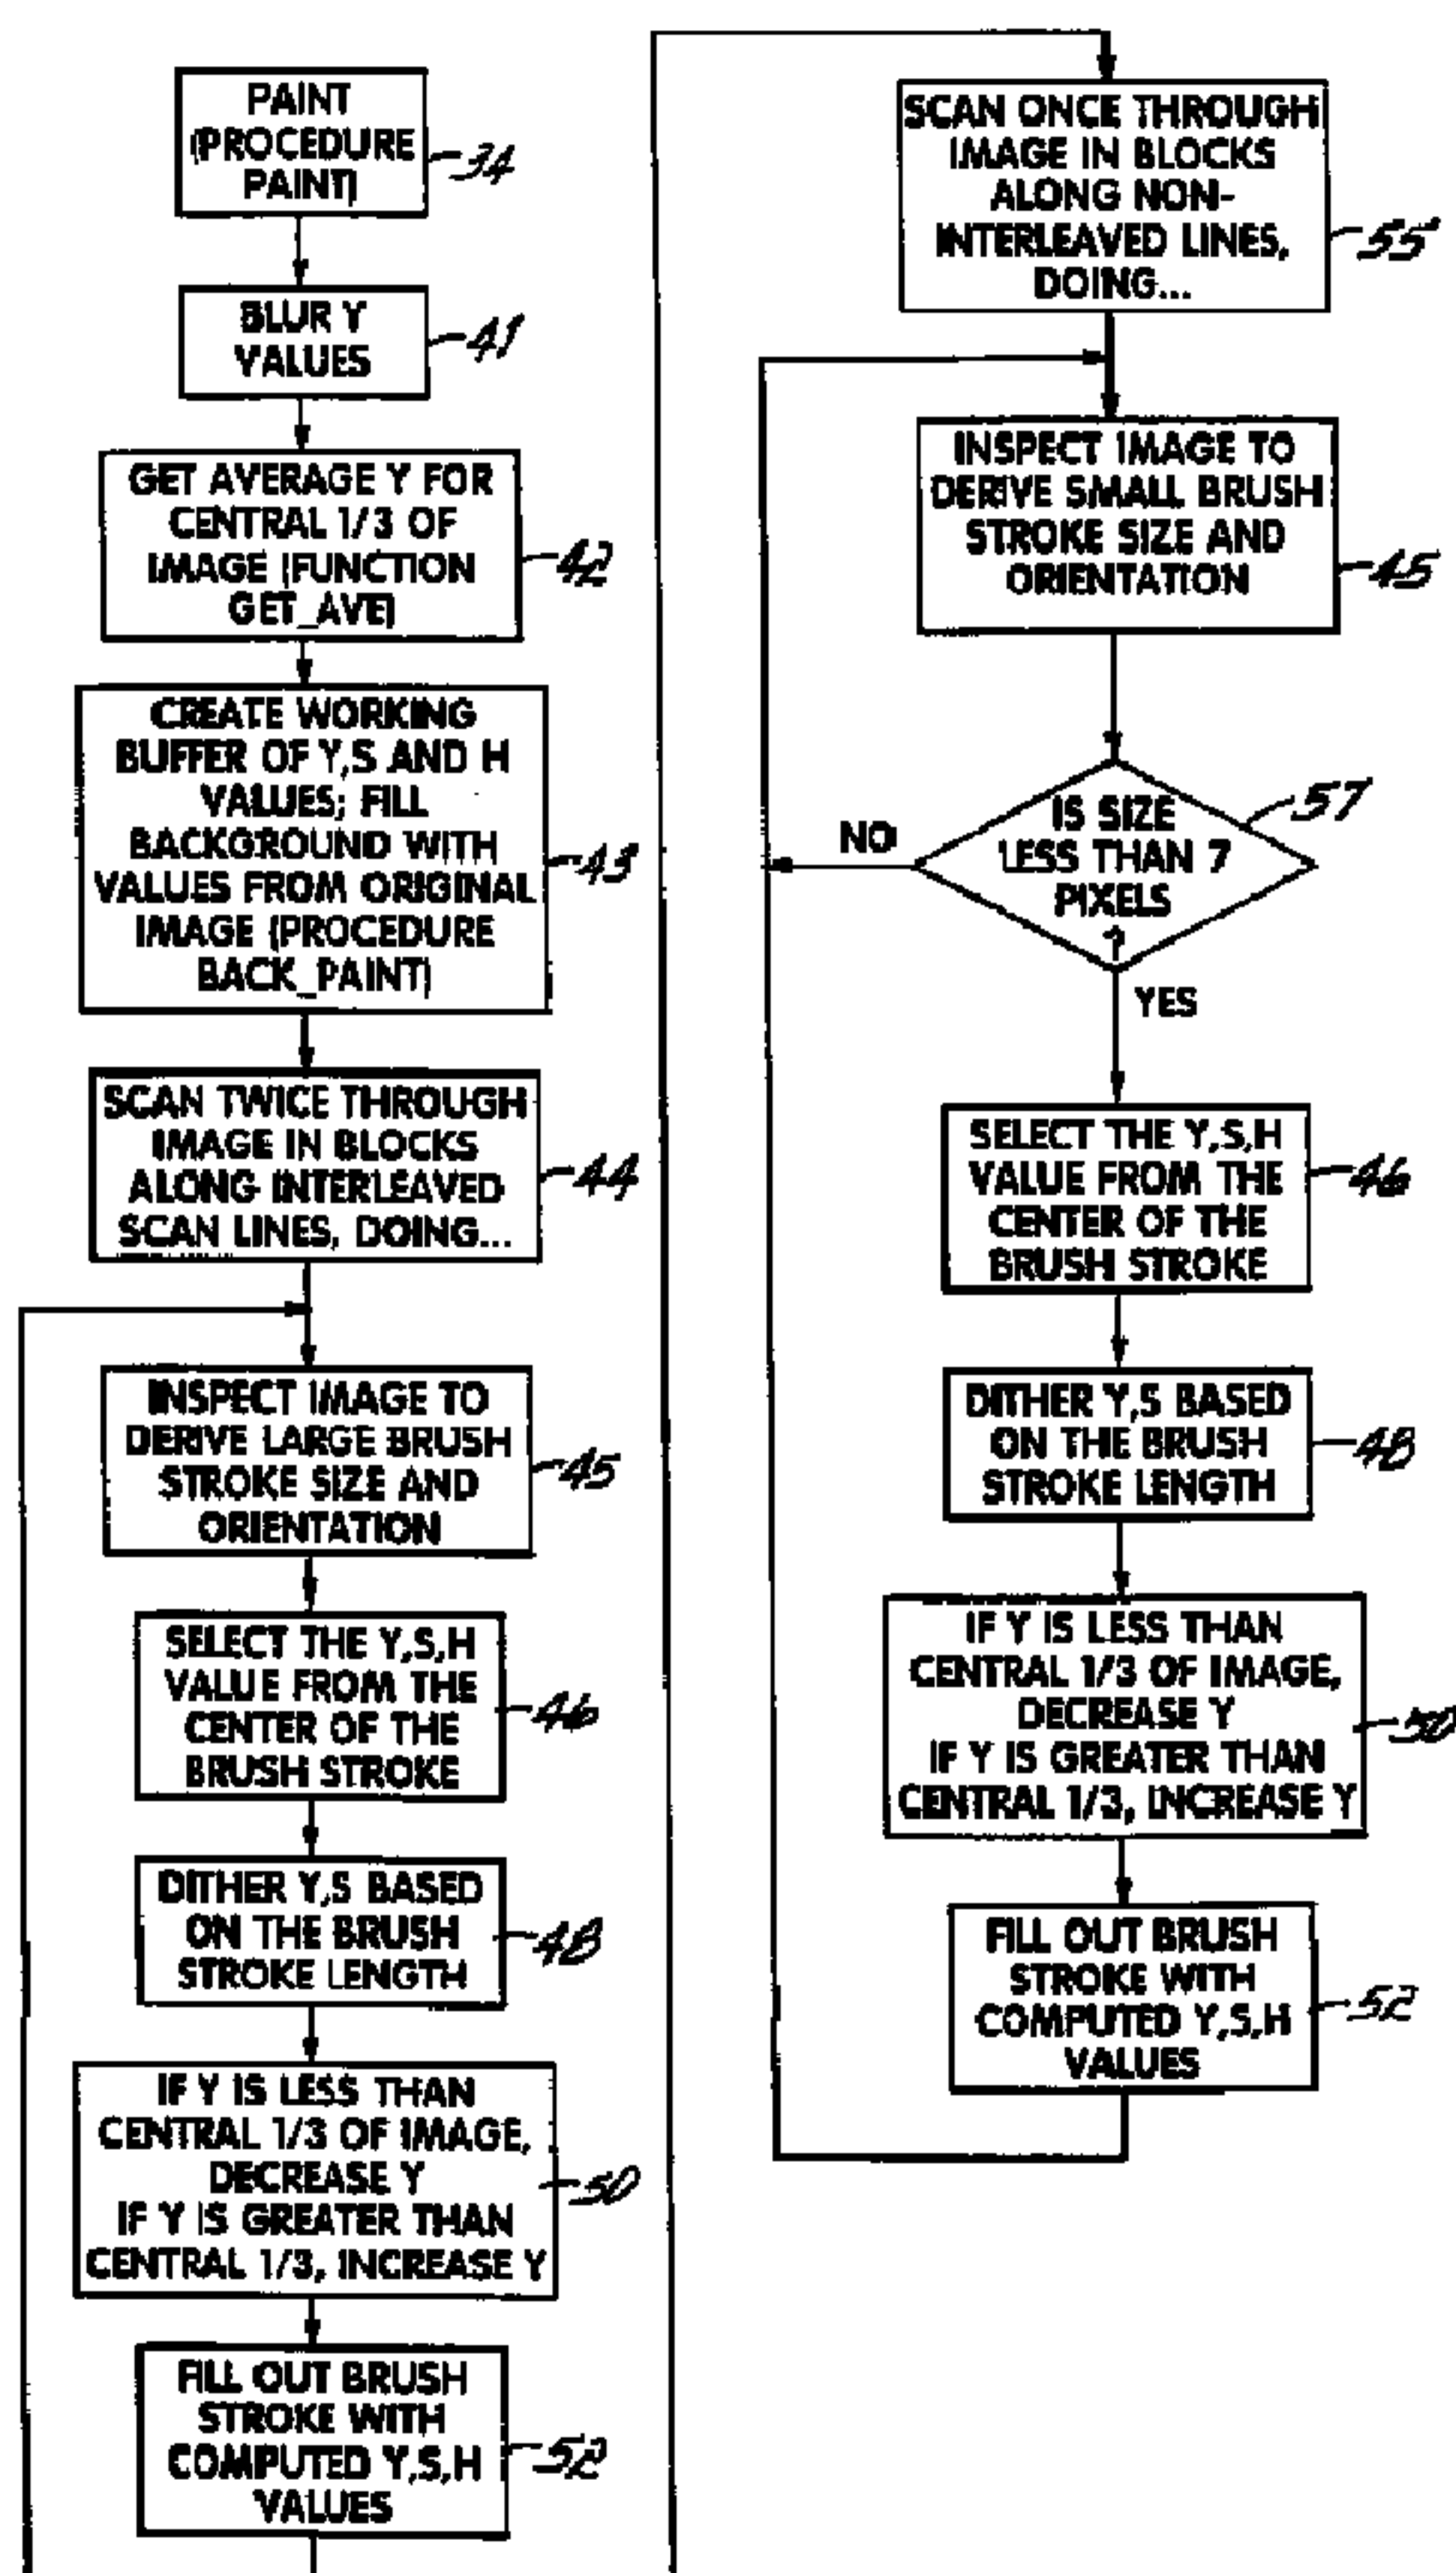 PAINT
(PROCEDURE
PAINT)
34
BLUR Y
VALUES
41
GET AVERAGE Y FOR
CENTRAL 1/3 OF
IMAGE (FUNCTION
GET_AVE)
42
CREATE WORKING
BUFFER OF Y,S AND H
VALUES; FILL
BACKGROUND WITH
VALUES FROM ORIGINAL
IMAGE (PROCEDURE
BACK_PAINT)
43
SCAN TWICE THROUGH
IMAGE IN BLOCKS
ALONG INTERLEAVED
SCAN LINES, DOING...
44
INSPECT IMAGE TO
DERIVE LARGE BRUSH
STROKE SIZE AND
ORIENTATION
45
SELECT THE Y,S,H
VALUE FROM THE
CENTER OF THE
BRUSH STROKE
46
DITHER Y,S BASED
ON THE BRUSH
STROKE LENGTH
48
IF Y IS LESS THAN
CENTRAL 1/3 OF IMAGE,
DECREASE Y
IF Y IS GREATER THAN
CENTRAL 1/3, INCREASE Y
50
FILL OUT BRUSH
STROKE WITH
COMPUTED Y,S,H
VALUES
52
SCAN ONCE THROUGH
IMAGE IN BLOCKS
ALONG NON-
INTERLEAVED LINES,
DOING...
55
INSPECT IMAGE TO
DERIVE SMALL BRUSH
STROKE SIZE AND
ORIENTATION
45
IS SIZE
LESS THAN 7
PIXELS
?
57
NO
YES
SELECT THE Y,S,H
VALUE FROM THE
CENTER OF THE
BRUSH STROKE
46
DITHER Y,S BASED
ON THE BRUSH
STROKE LENGTH
48
IF Y IS LESS THAN
CENTRAL 1/3 OF IMAGE,
DECREASE Y
IF Y IS GREATER THAN
CENTRAL 1/3, INCREASE Y
50
FILL OUT BRUSH
STROKE WITH
COMPUTED Y,S,H
VALUES
52